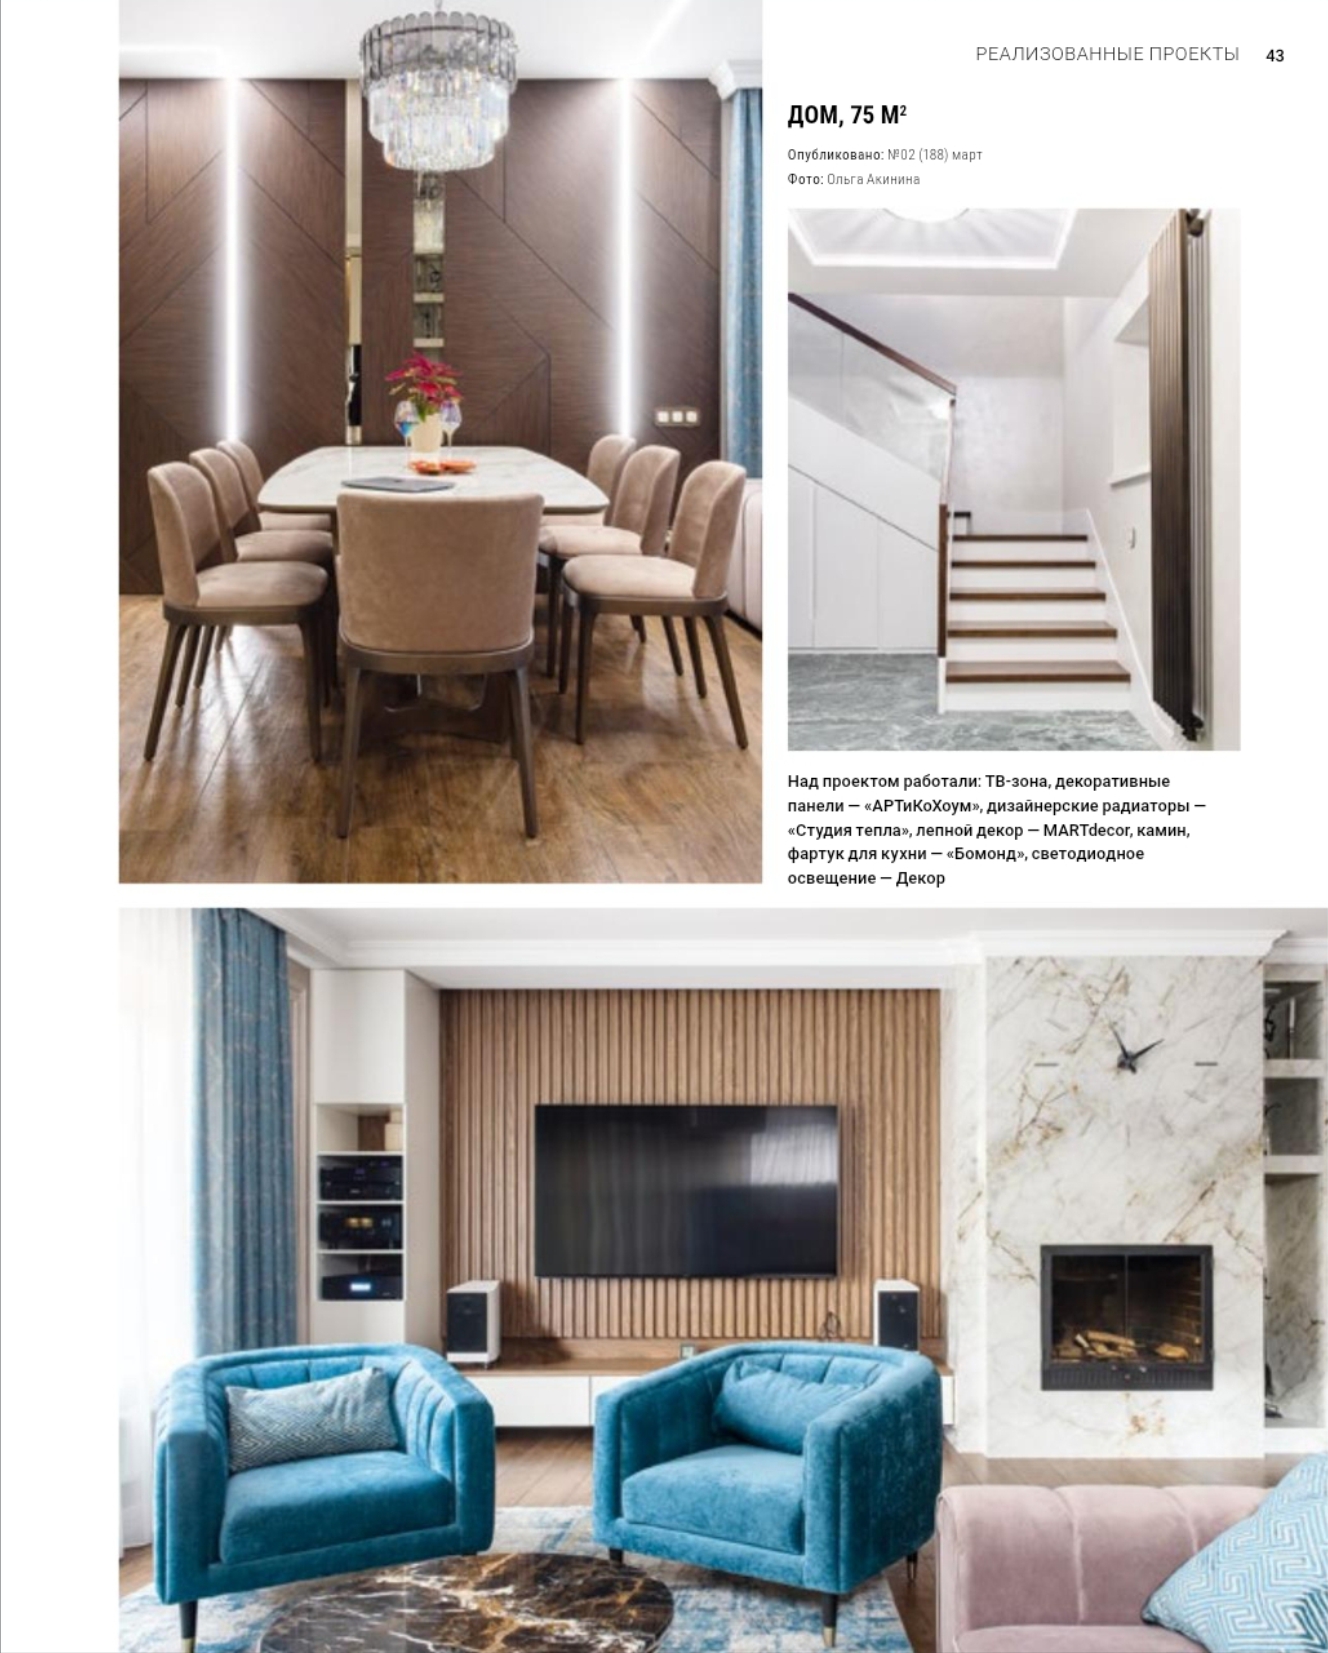 РЕАЛИЗОВАННЫЕ ПРОЕКТЫ 43
ДОМ, 75 М²
Опубликовано: №02 (188) март
Фото: Ольга Акинина
Над проектом работали: ТВ-зона, декоративные
панели — «АРТиКоХоум», дизайнерские радиаторы —
«Студия тепла», лепной декор — MARTdecor, камин,
фартук для кухни — «Бомонд», светодиодное
освещение — Декор